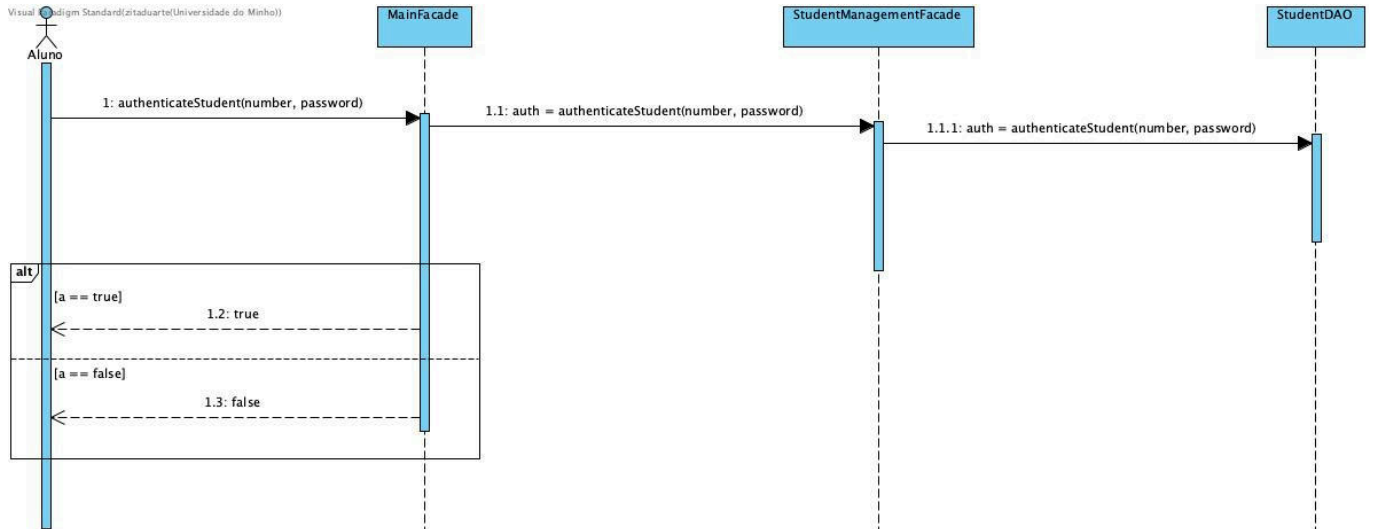 Visual Paradigm Standard(zitaduarte(Universidade do Minho))
MainFacade
StudentManagementFacade
StudentDAO
Aluno
1: authenticateStudent(number, password)
1.1: auth = authenticateStudent(number, password)
1.1.1: auth = authenticateStudent(number, password)
alt
[a == true]
1.2: true
[a == false]
1.3: false